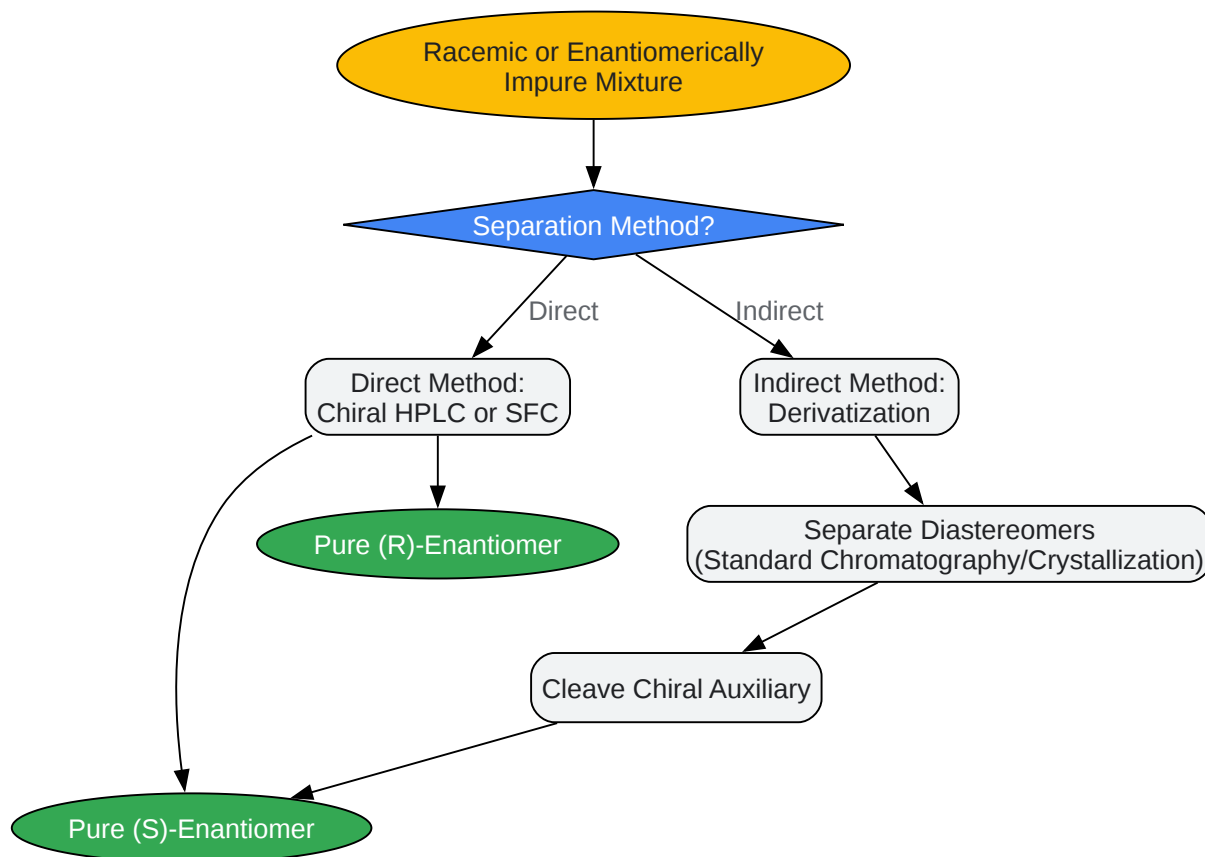 Racemic or Enantiomerically
Impure Mixture
Separation Method?
Direct
Indirect
Direct Method:
Chiral HPLC or SFC
Indirect Method:
Derivatization
Pure (R)-Enantiomer
Separate Diastereomers
(Standard Chromatography/Crystallization)
Cleave Chiral Auxiliary
Pure (S)-Enantiomer